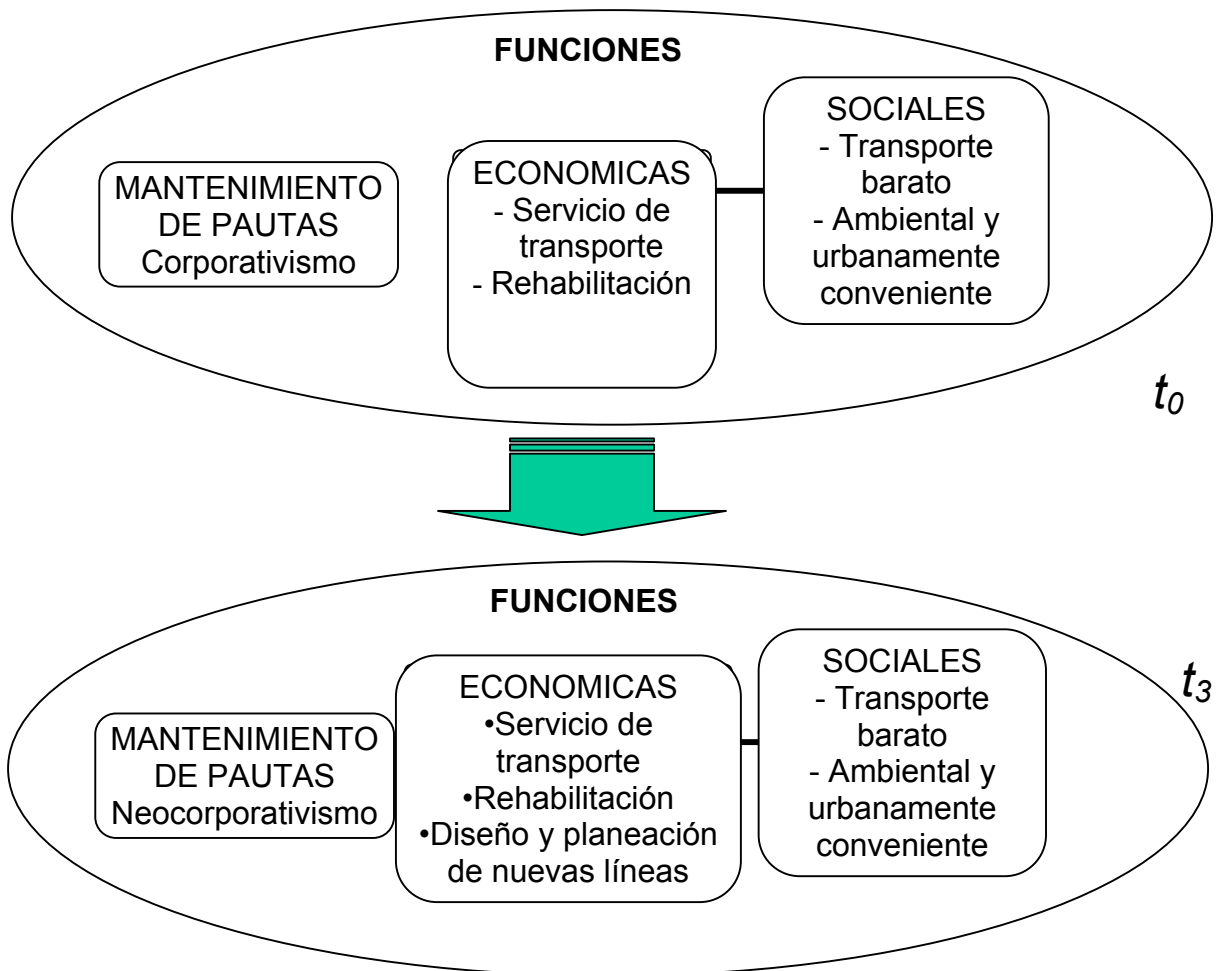 FUNCIONES
MANTENIMIENTO
DE PAUTAS
Corporativismo
ECONOMICAS
- Servicio de
transporte
- Rehabilitación
SOCIALES
- Transporte
barato
- Ambiental y
urbanamente
conveniente
t0
FUNCIONES
MANTENIMIENTO
DE PAUTAS
Neocorporativismo
ECONOMICAS
•Servicio de
transporte
•Rehabilitación
•Diseño y planeación
de nuevas líneas
SOCIALES
- Transporte
barato
- Ambiental y
urbanamente
conveniente
t3